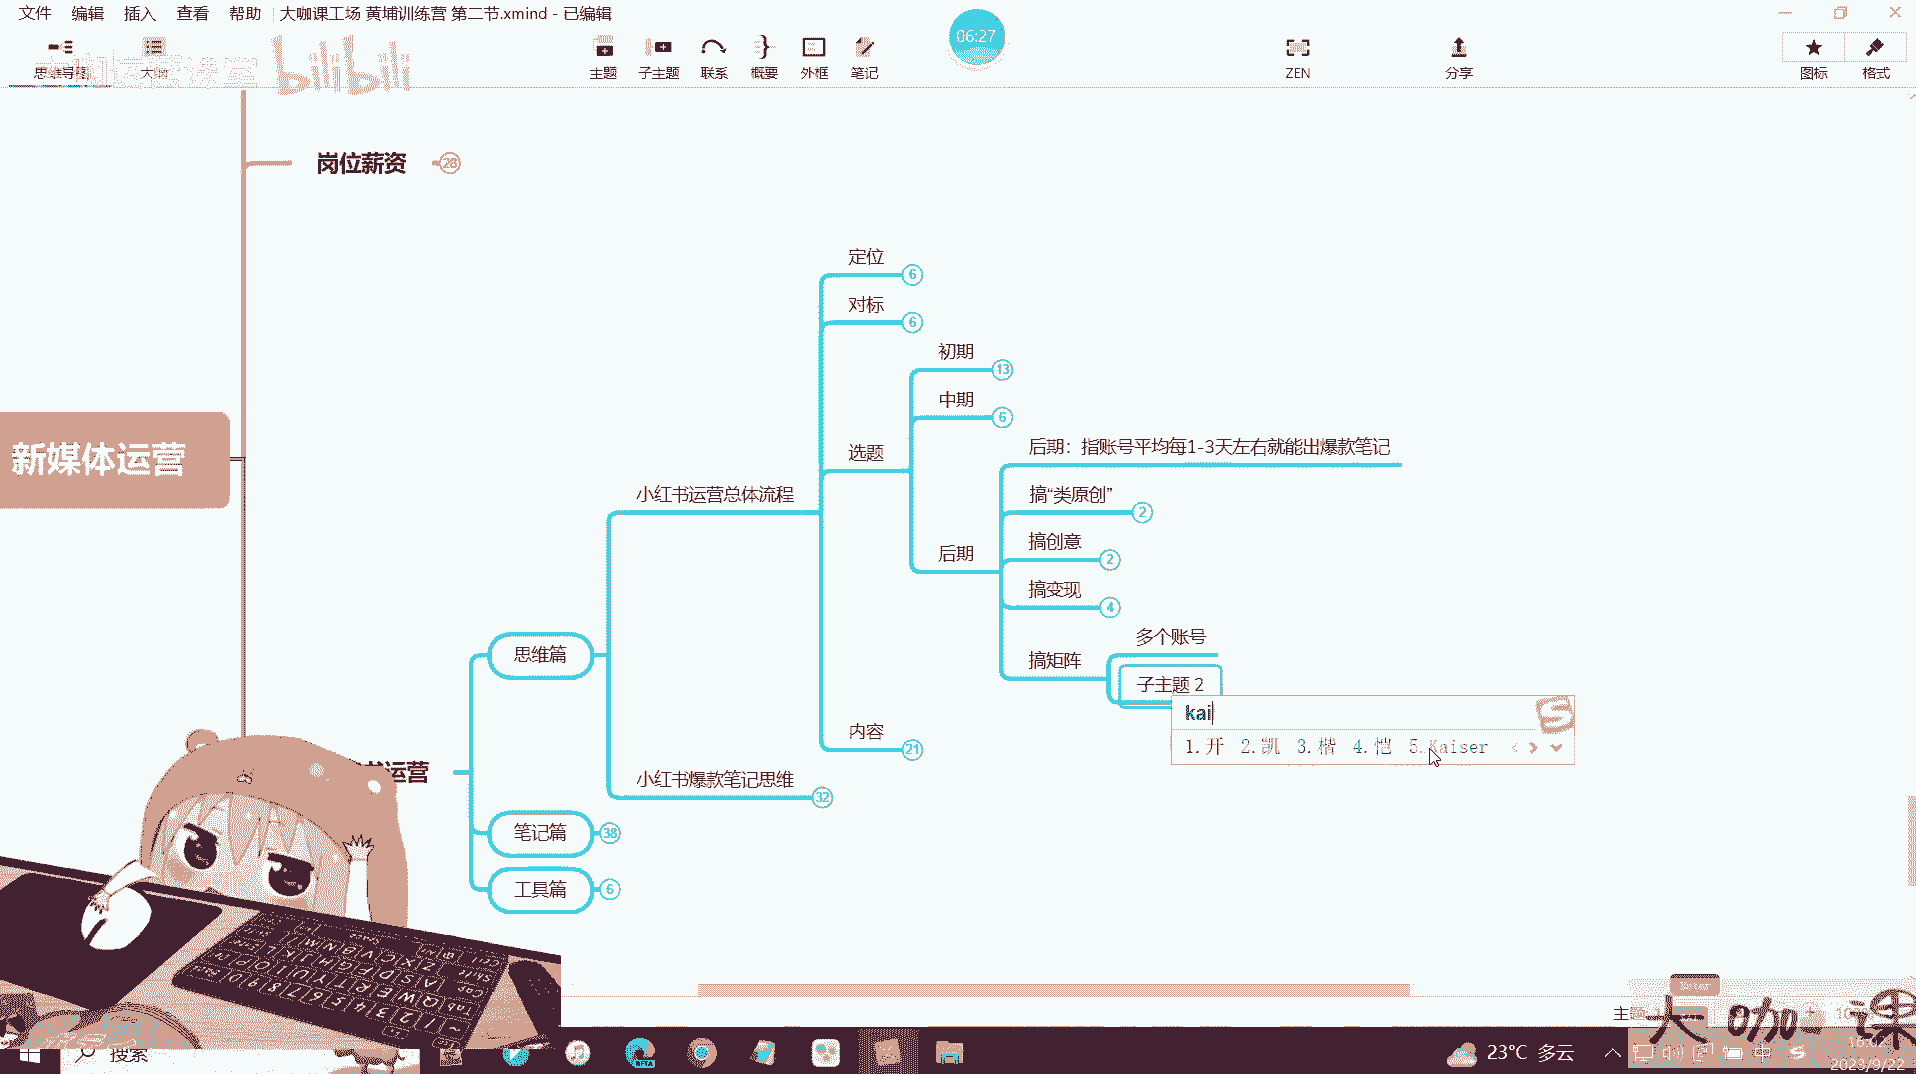 文件 编辑 插入 查看 帮助 大咖课工场 黄埔训练营 第二节.xmind - 已编辑
思维导图 大纲 主题 子主题 联系 概要 外框 笔记 06:27 ZEN 分享 图标 格式
bilibili
岗位薪资 28
定位 6
对标 6
初期 13
中期 6
后期：指账号平均每1-3天左右就能出爆款笔记
选题
新媒体运营
小红书运营总体流程
搞“类原创” 2
搞创意 2
后期
搞变现 4
多个账号
搞矩阵
思维篇
子主题 2
kai
1.开 2.凯 3.楷 4.恺 5.Kaiser
内容 21
书运营
小红书爆款笔记思维 32
笔记篇 38
工具篇 6
主题
大咖课
搜索
BETA
23°C 多云
中
16:02
2023/9/22